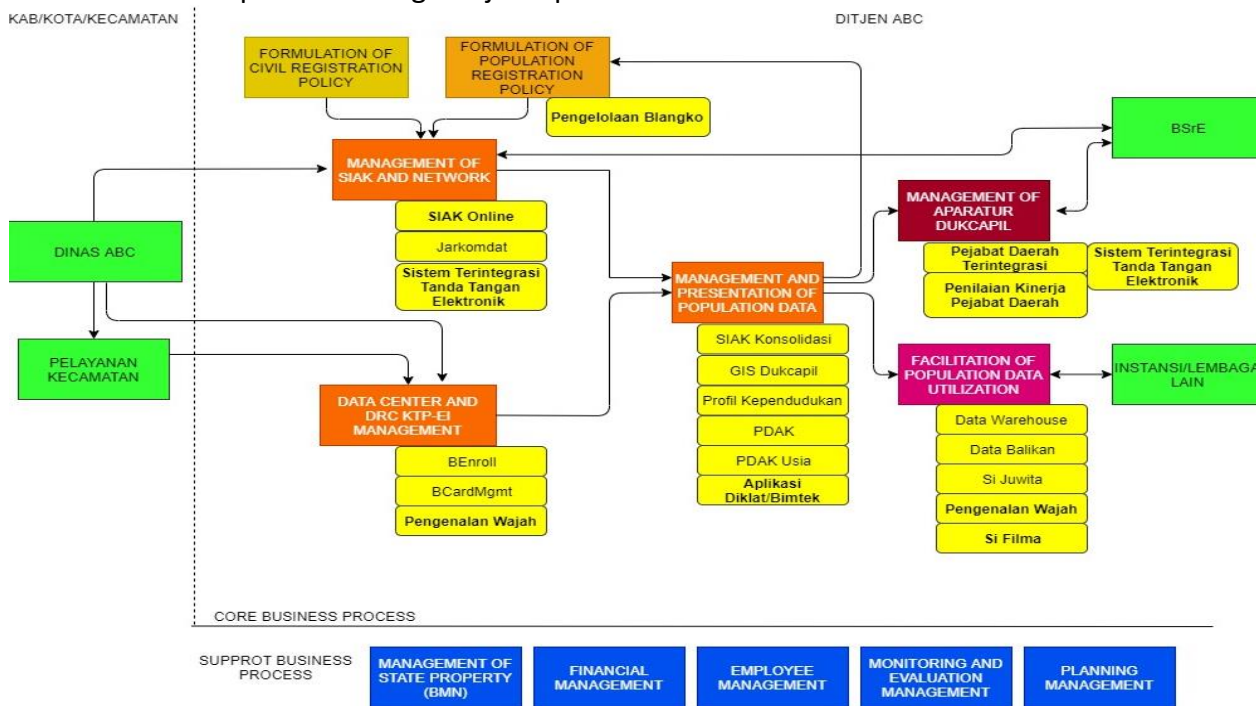 KAB/KOTA/KECAMATAN
DITJEN ABC
FORMULATION OF
CIVIL REGISTRATION
POLICY
FORMULATION OF
POPULATION
REGISTRATION
POLICY
Pengelolaan Blangko
BSrE
MANAGEMENT OF
SIAK AND NETWORK
SIAK Online
Jarkomdat
Sistem Terintegrasi
Tanda Tangan
Elektronik
MANAGEMENT OF
APARATUR
DUKCAPIL
Pejabat Daerah
Terintegrasi
Penilaian Kinerja
Pejabat Daerah
Sistem Terintegrasi
Tanda Tangan
Elektronik
DINAS ABC
MANAGEMENT AND
PRESENTATION OF
POPULATION DATA
SIAK Konsolidasi
GIS Dukcapil
Profil Kependudukan
PDAK
PDAK Usia
Aplikasi
Diklat/Bimtek
PELAYANAN
KECAMATAN
FACILITATION OF
POPULATION DATA
UTILIZATION
INSTANSI/LEMBAGA
LAIN
Data Warehouse
Data Balikan
Si Juwita
Pengenalan Wajah
Si Filma
DATA CENTER AND
DRC KTP-El
MANAGEMENT
BEnroll
BCardMgmt
Pengenalan Wajah
CORE BUSINESS PROCESS
SUPPROT BUSINESS
PROCESS
MANAGEMENT OF
STATE PROPERTY
(BMN)
FINANCIAL
MANAGEMENT
EMPLOYEE
MANAGEMENT
MONITORING AND
EVALUATION
MANAGEMENT
PLANNING
MANAGEMENT